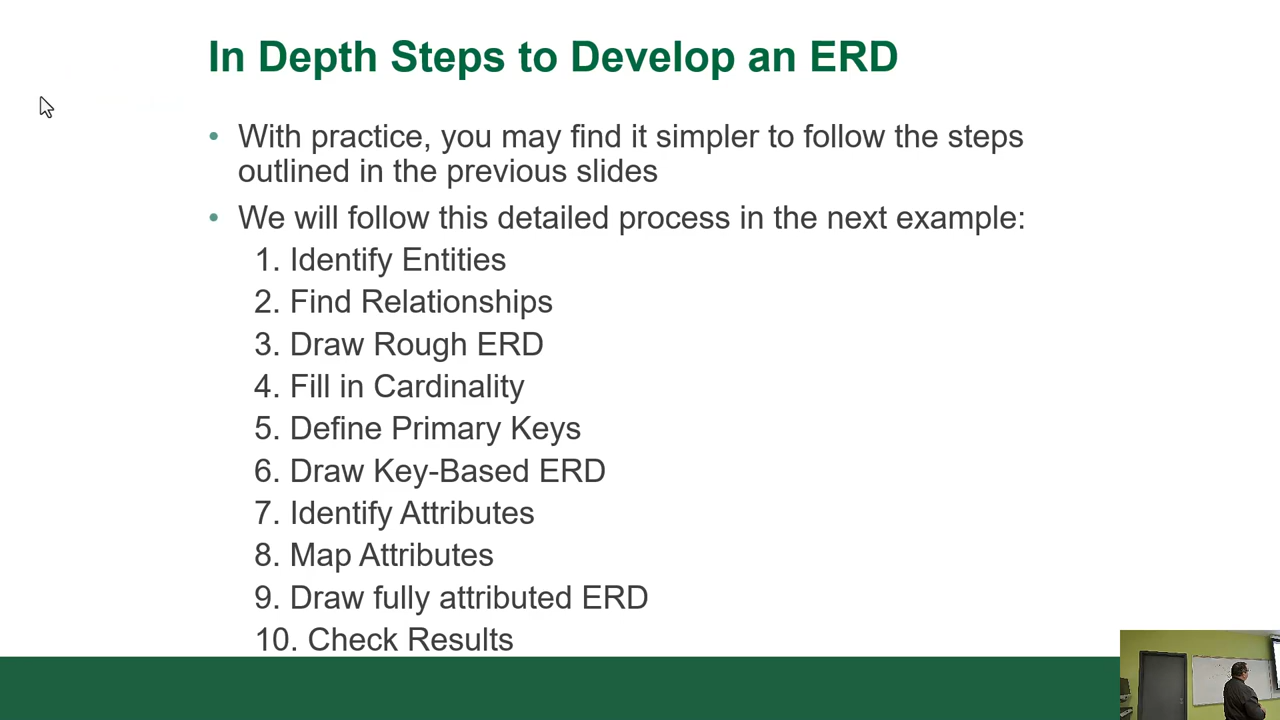 In Depth Steps to Develop an ERD
• With practice, you may find it simpler to follow the steps
outlined in the previous slides
• We will follow this detailed process in the next example:
1. Identify Entities
2. Find Relationships
3. Draw Rough ERD
4. Fill in Cardinality
5. Define Primary Keys
6. Draw Key-Based ERD
7. Identify Attributes
8. Map Attributes
9. Draw fully attributed ERD
10. Check Results